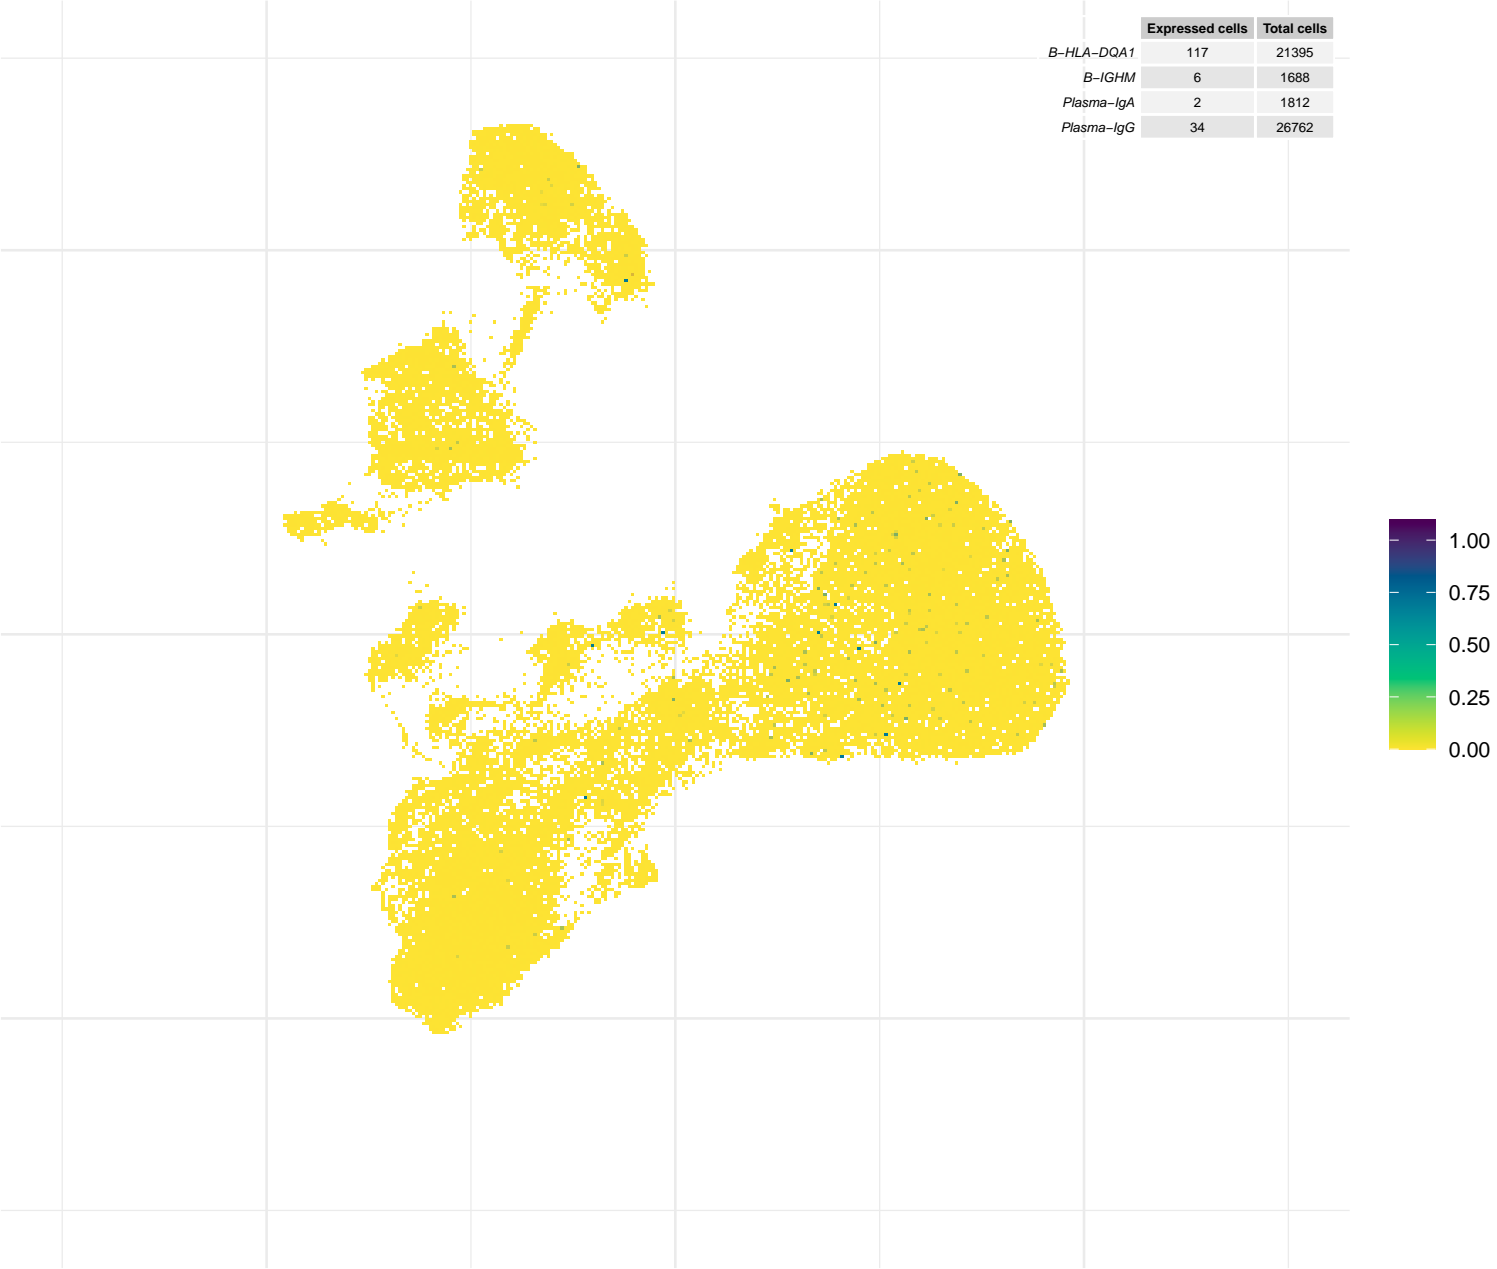 Expressed cells Total cells
B−HLA−DQA1 117 21395
B−IGHM 6 1688
Plasma−IgA 2 1812
Plasma−IgG 34 26762
1.00
0.75
0.50
0.25
0.00